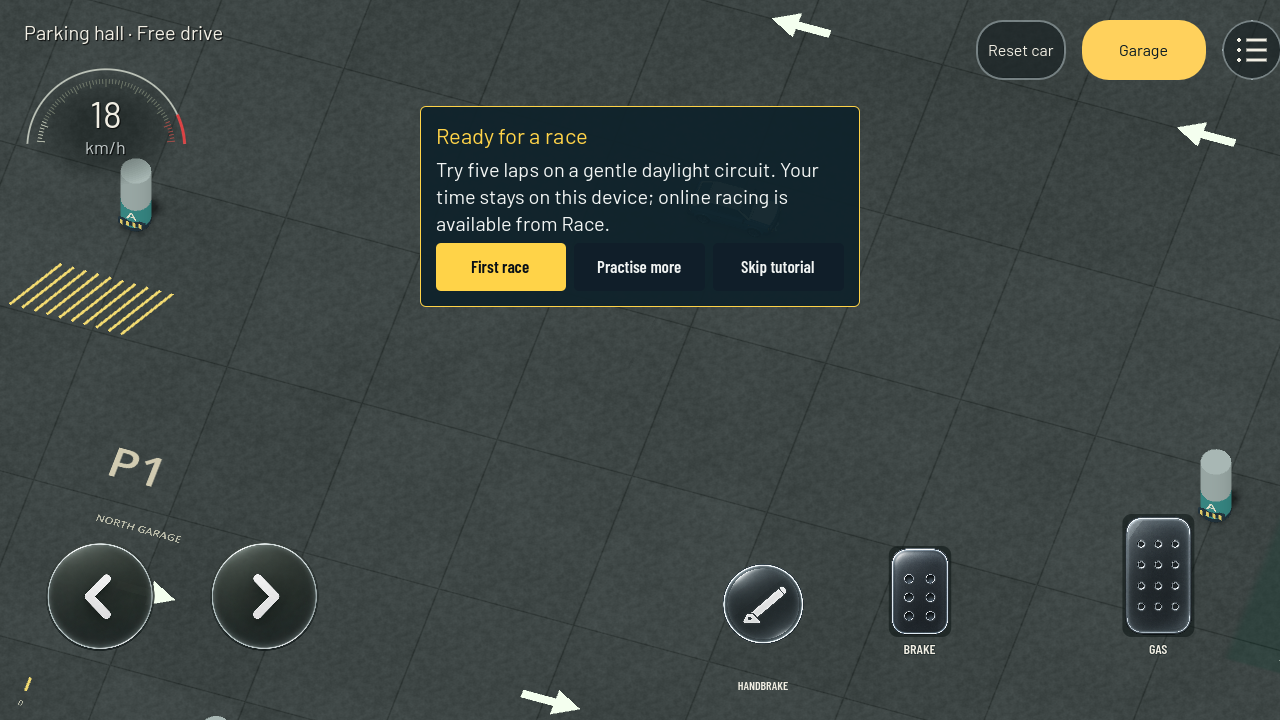 Parking hall · Free drive
Reset car
Garage
18
km/h
Ready for a race
Try five laps on a gentle daylight circuit. Your
time stays on this device; online racing is
available from Race.
First race
Practise more
Skip tutorial
A
P1
NORTH GARAGE
A
BRAKE
GAS
HANDBRAKE